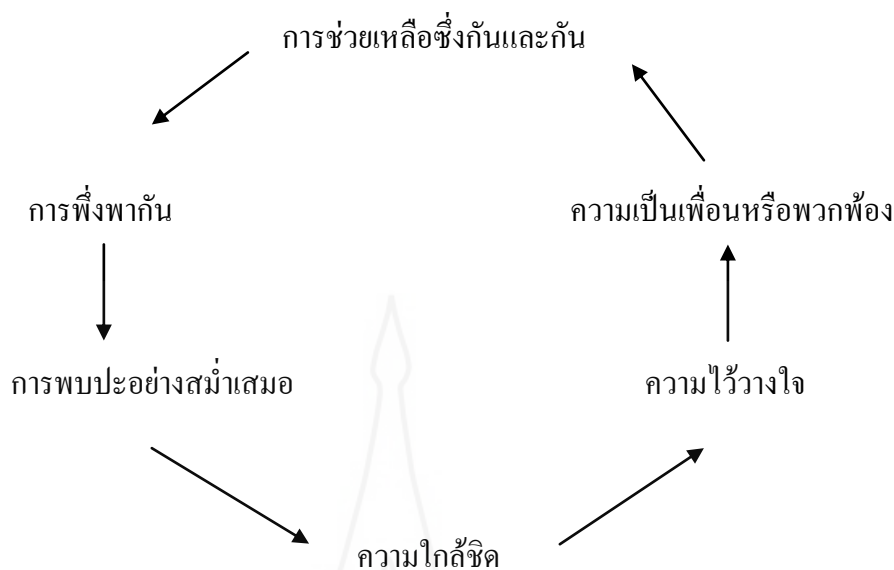 การช่วยเหลือซึ่งกันและกัน
การพึ่งพากัน
ความเป็นเพื่อนหรือพวกพ้อง
การพบปะอย่างสม่ำเสมอ
ความไว้วางใจ
ความใกล้ชิด